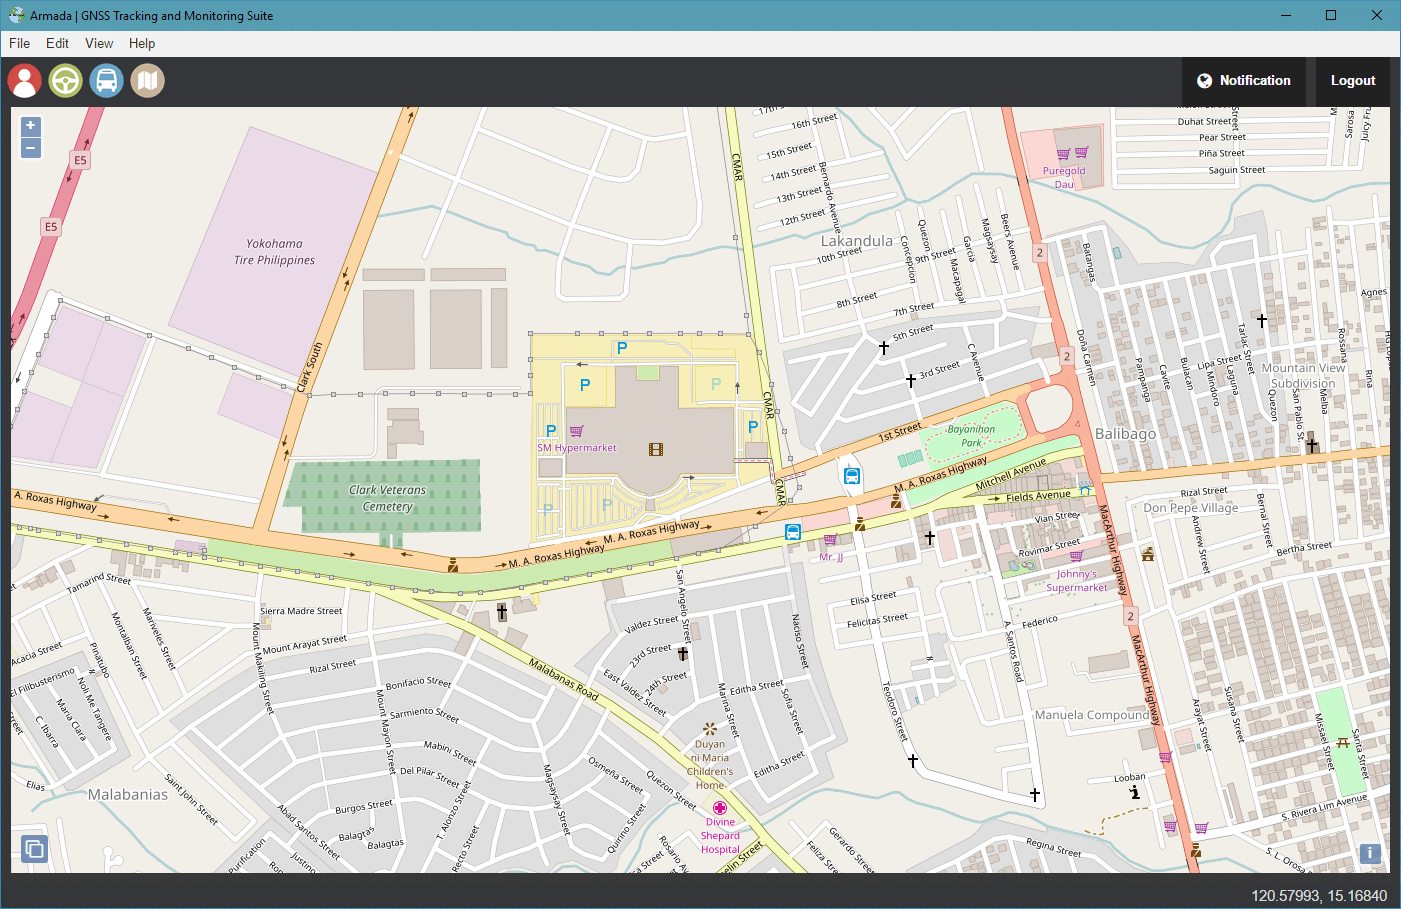 Armada | GNSS Tracking and Monitoring Suite
File Edit View Help
Notification
Logout
+
−
E5
E5
Yokohama
Tire Philippines
Clark South
CMAR
CMAR
CMAR
17th Street
16th Street
15th Street
14th Street
13th Street
12th Street
Bernardo Avenue
Lakandula
10th Street
9th Street
8th Street
7th Street
5th Street
3rd Street
Concepcion
Quezon
Macapagal
Garcia
Magsaysay
Beers Avenue
C Avenue
Puregold
Dau
Duhat Street
Pear Street
Piña Street
Saguin Street
Sarosa
Juicy Fru
2
2
2
Batangas
Doña Carmen
Pampanga
Cavite
Bulacan
Mindoro
Lipa Street
Laguna
Tarlac Street
Quezon
San Pablo St.
Melba
Rossana
Rina
Agnes
Mountain View
Subdivision
Balibago
1st Street
Bayanihan
Park
M. A. Roxas Highway
Mitchell Avenue
Fields Avenue
P
P
P
P
P
P
P
SM Hypermarket
Clark Veterans
Cemetery
A. Roxas Highway
M. A. Roxas Highway
M. A. Roxas Highway
Mr. JJ
Vian Street
Rovimar Street
Johnny's
Supermarket
MacArthur Highway
MacArthur Highway
Rizal Street
Don Pepe Village
Andrew Street
Bernal Street
Bertha Street
Tamarind Street
Sierra Madre Street
Mount Arayat Street
Mount Makiling Street
Mariveles Street
Montalban Street
Pinatubo
Acacia Street
El Filibusterismo
Noli Me Tangere
Maria Clara
C. Ibarra
Elias
Malabanias
Saint John Street
Rizal Street
Bonifacio Street
Sarmiento Street
Mount Mayon Street
Mabini Street
Del Pilar Street
Burgos Street
Abad Santos Street
Balagtas
Balagtas
T. Alonzo Street
Recto Street
Magsaysay Street
Osmeña Street
Quezon Street
Quirino Street
Purification
Justino
Malabanas Road
San Angelo Street
Valdez Street
23rd Street
24th Street
East Valdez Street
Marina Street
Editha Street
Sofia Street
Editha Street
Naciso Street
Duyan
ni Maria
Children's
Home
Divine
Shepard
Hospital
Rosario Av
elin Street
Feliza Street
Gerardo Street
Elisa Street
Felicitas Street
Teodoro Street
A. Santos Road
Federico
Manuela Compound
Looban
Regina Street
Arayat Street
Susana Street
Missael Street
Sarita Street
S. Rivera Lim Avenue
S. L. Orosa
i
120.57993, 15.16840